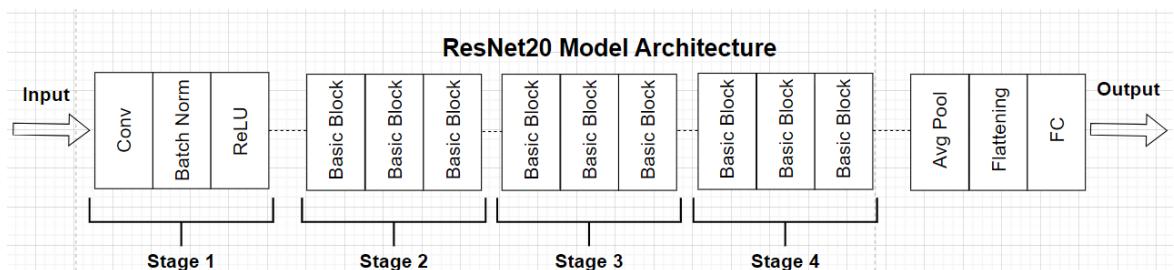 ResNet20 Model Architecture
Input
Conv
Batch Norm
ReLU
Basic Block
Basic Block
Basic Block
Basic Block
Basic Block
Basic Block
Basic Block
Basic Block
Basic Block
Avg Pool
Flattening
FC
Output
Stage 1
Stage 2
Stage 3
Stage 4